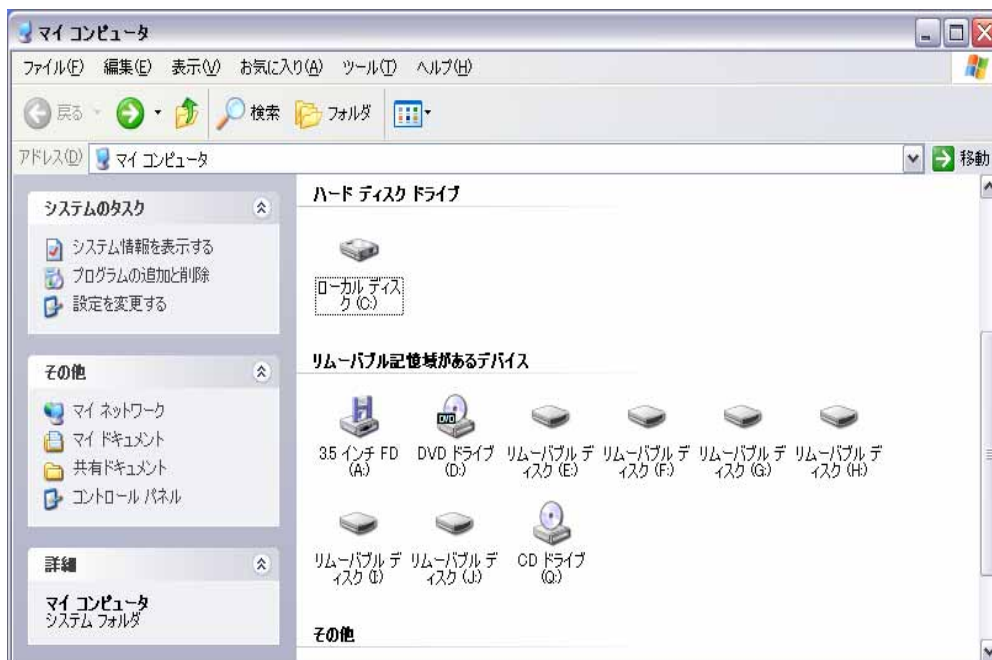 マイ コンピュータ
ファイル(F) 編集(E) 表示(V) お気に入り(A) ツール(T) ヘルプ(H)
戻る 検索 フォルダ
アドレス(D) マイ コンピュータ 移動
システムのタスク
システム情報を表示する
プログラムの追加と削除
設定を変更する
その他
マイ ネットワーク
マイ ドキュメント
共有ドキュメント
コントロール パネル
詳細
マイ コンピュータ
システム フォルダ
ハード ディスク ドライブ
ローカル ディス
ク (C:)
リムーバブル記憶域があるデバイス
3.5 インチ FD
(A:)
DVD
DVD ドライブ
(D:)
リムーバブル デ
ィスク (E:)
リムーバブル デ
ィスク (F:)
リムーバブル デ
ィスク (G:)
リムーバブル デ
ィスク (H:)
リムーバブル デ
ィスク (I:)
リムーバブル デ
ィスク (J:)
CD ドライブ
(Q:)
その他